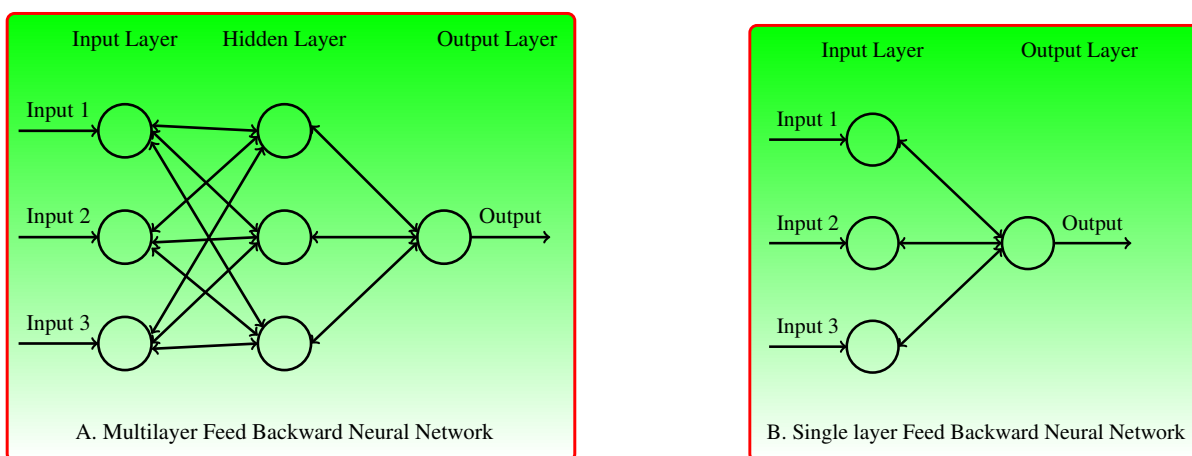 Input Layer
Hidden Layer
Output Layer
Input 1
Input 2
Output
Input 3
A. Multilayer Feed Backward Neural Network
Input Layer
Output Layer
Input 1
Input 2
Output
Input 3
B. Single layer Feed Backward Neural Network